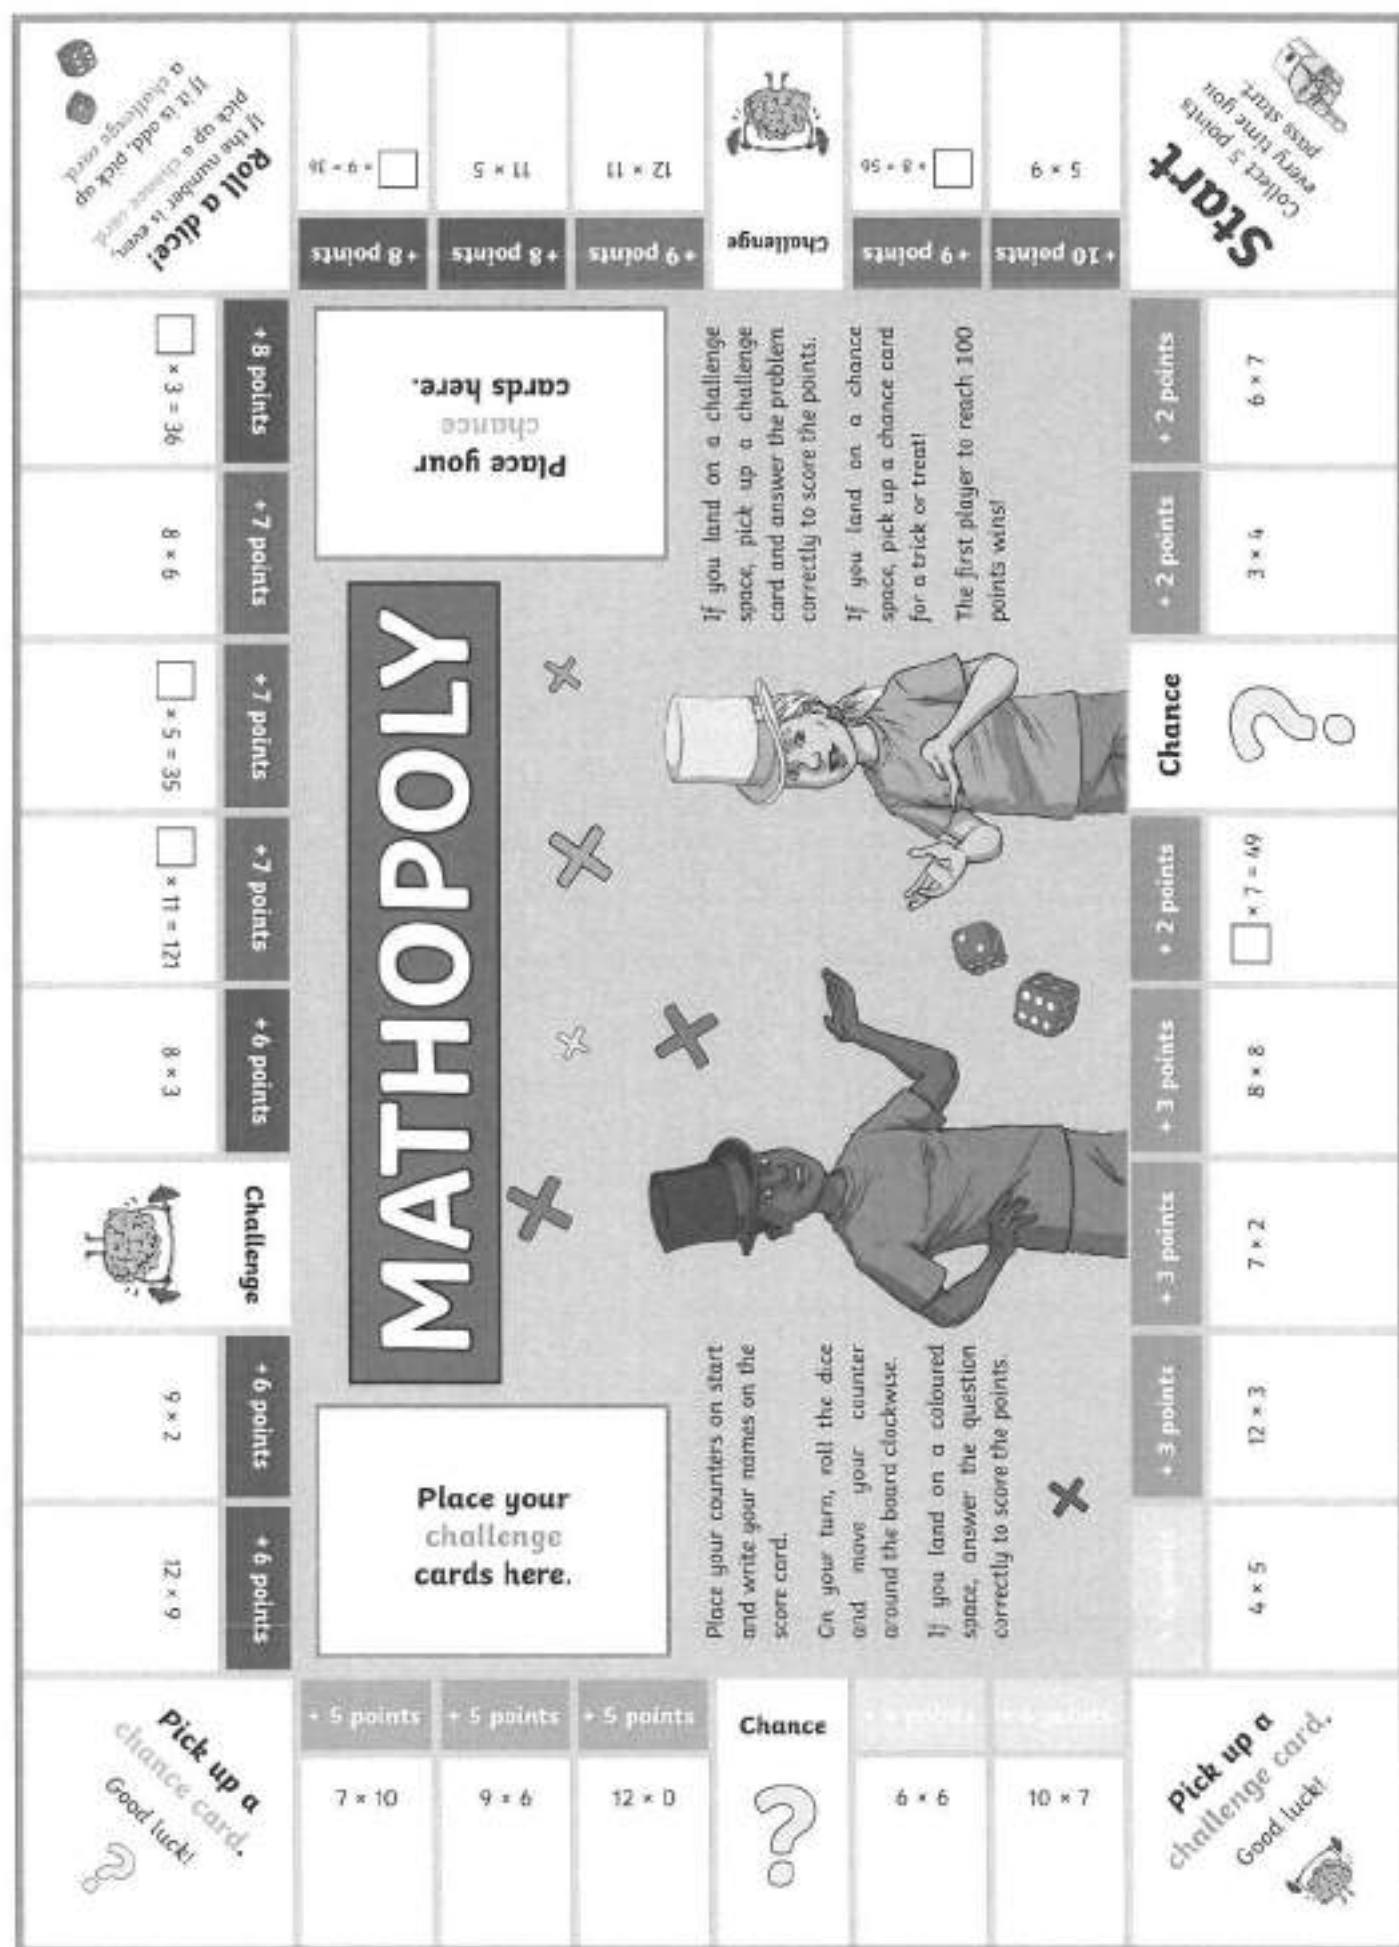 MATHOPOLY
Place your counters on start
and write your names on the
score card.
On your turn, roll the dice
and move your counter
around the board clockwise.
If you land on a coloured
space, answer the question
correctly to score the points.
If you land on a challenge
space, pick up a challenge
card and answer the problem
correctly to score the points.
If you land on a chance
space, pick up a chance card
for a trick or treat!
The first player to reach 100
points wins!
Place your
challenge
cards here.
Place your
chance
cards here.
Start
Collect 5 points
every time you
pass start.
+ 2 points
6 × 7
+ 2 points
3 × 4
Chance
?
+ 2 points
□ × 7 = 49
+ 3 points
8 × 8
+ 3 points
7 × 2
+ 3 points
12 × 3
4 × 5
Pick up a
challenge card.
Good luck!
10 × 7
6 × 6
Chance
?
+ 5 points
12 × 0
+ 5 points
9 × 6
+ 5 points
7 × 10
Pick up a
chance card.
Good luck!
?
+ 6 points
12 × 9
+ 6 points
9 × 2
Challenge
+ 6 points
8 × 3
+ 7 points
□ × 11 = 121
+ 7 points
□ × 5 = 35
+ 7 points
8 × 6
+ 8 points
□ × 3 = 36
Roll a dice!
If the number is even,
pick up a chance card.
If it is odd, pick up
a challenge card.
+ 8 points
□ × 9 = 36
+ 8 points
11 × 5
+ 9 points
12 × 11
Challenge
+ 9 points
□ × 8 = 56
+ 10 points
5 × 9